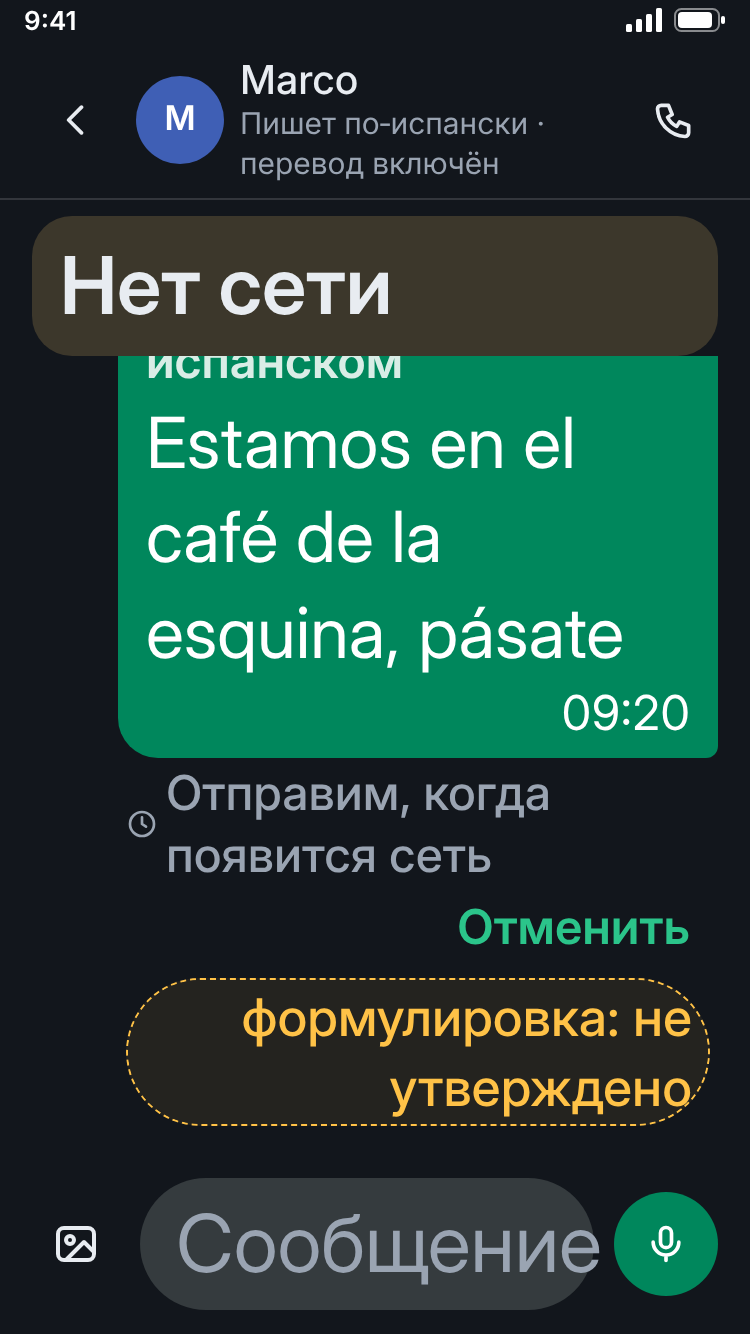 9:41
Marco
M
Пишет по-испански ·
перевод включён
Нет сети
испанском
Estamos en el
café de la
esquina, pásate
09:20
Отправим, когда
появится сеть
Отменить
формулировка: не
утверждено
Сообщение